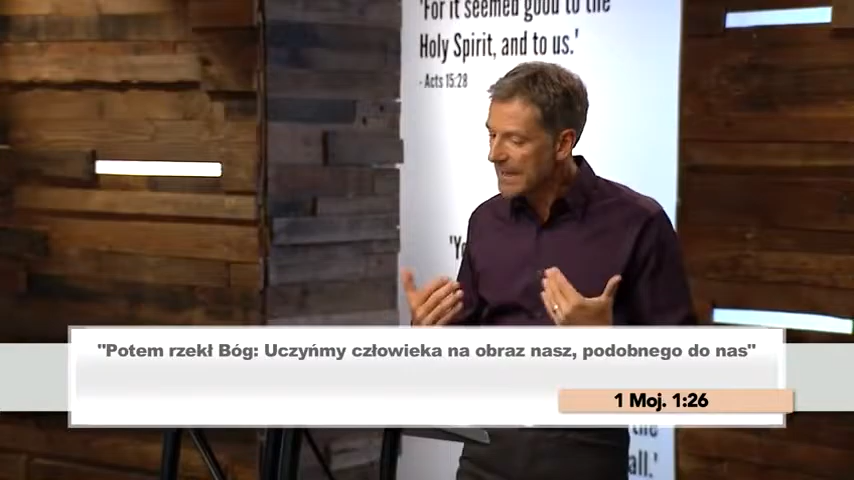 'For it seemed good to the
Holy Spirit, and to us.'
- Acts 15:28
"Potem rzekł Bóg: Uczyńmy człowieka na obraz nasz, podobnego do nas"
1 Moj. 1:26
all.'